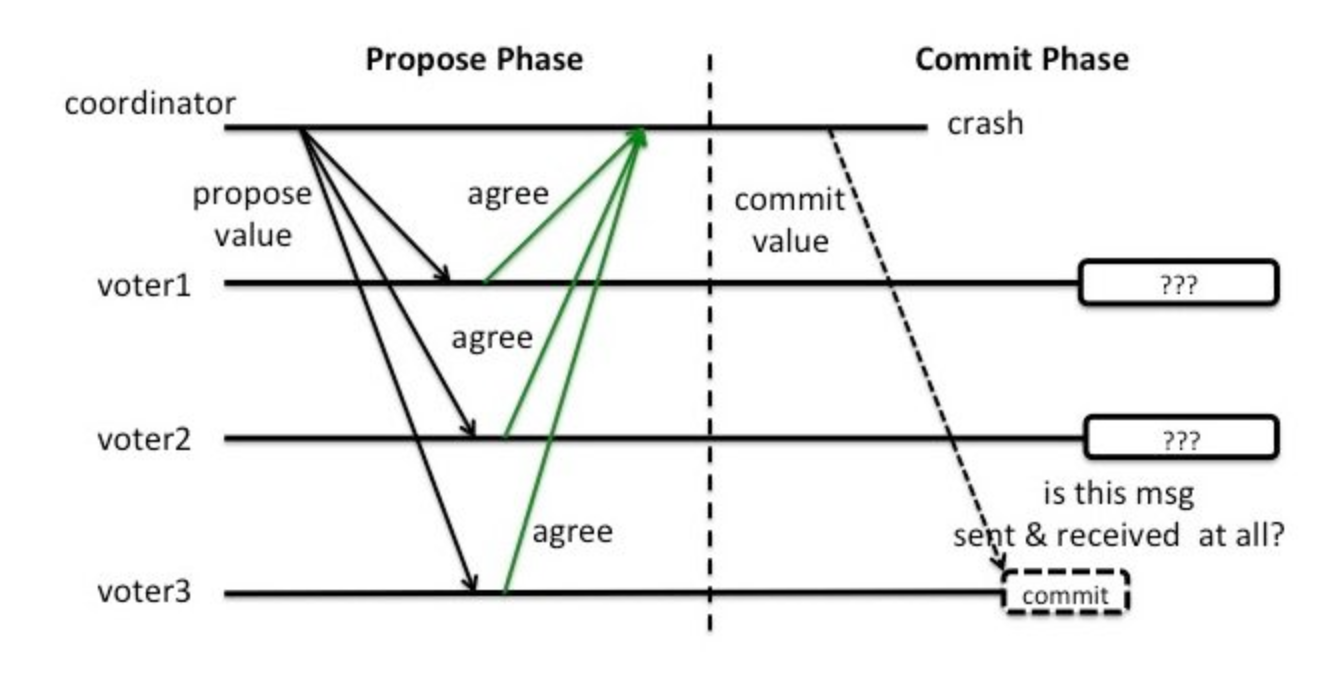 Propose Phase
Commit Phase
coordinator
crash
propose
value
agree
commit
value
voter1
???
agree
voter2
???
is this msg
sent & received at all?
agree
voter3
commit